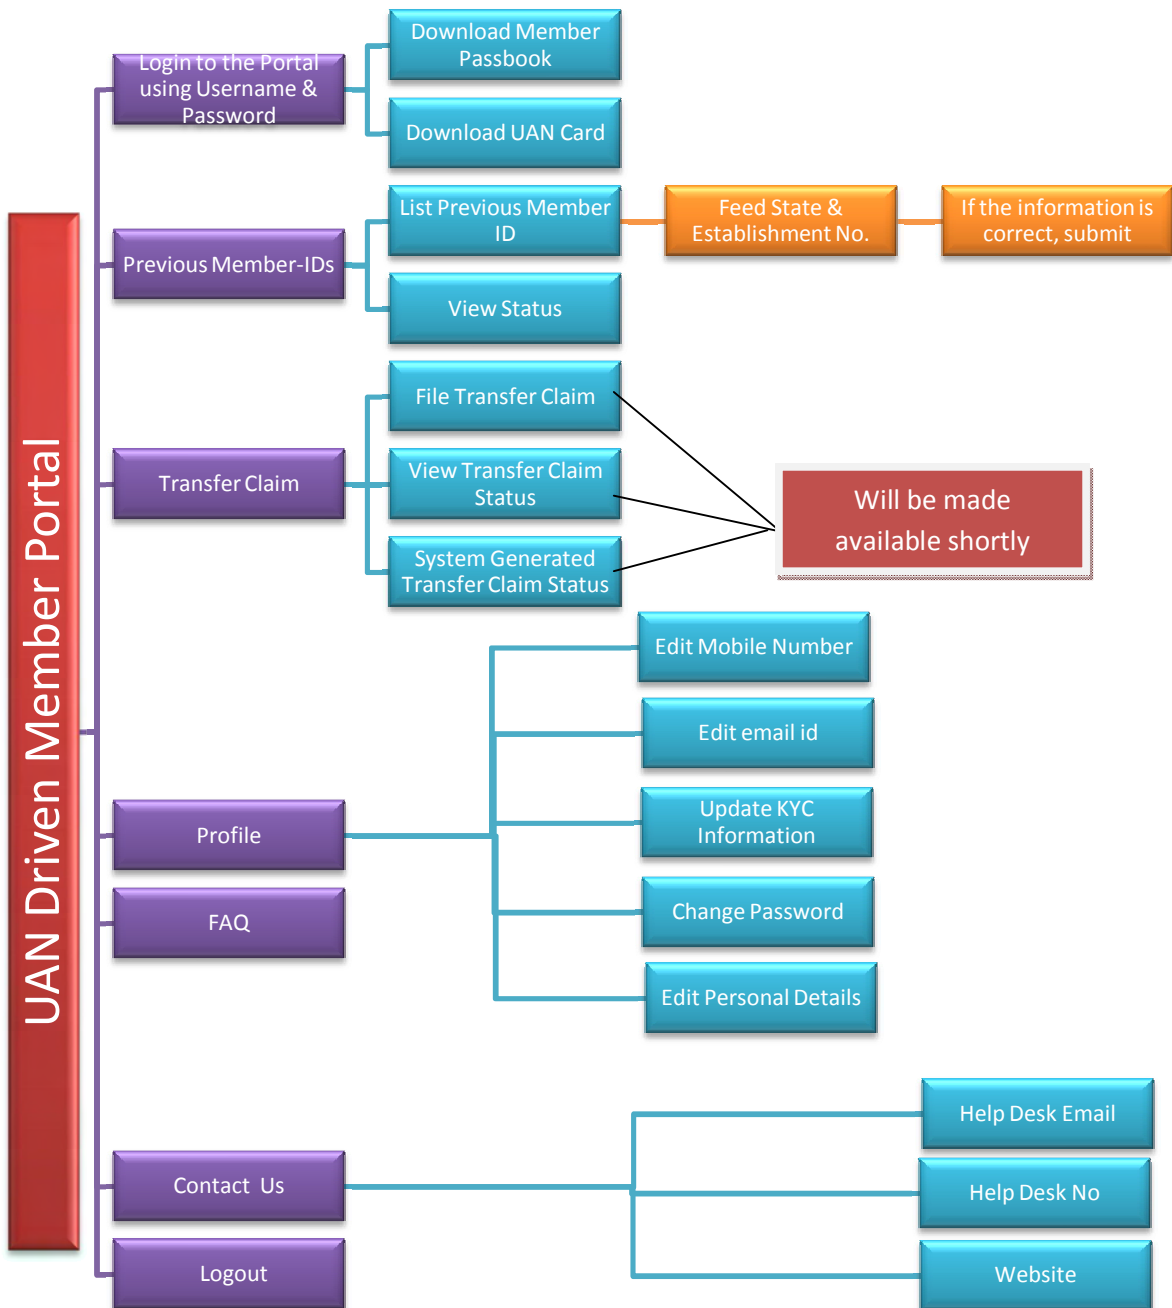 UAN Driven Member Portal
Login to the Portal
using Username &
Password
Download Member
Passbook
Download UAN Card
Previous Member-IDs
List Previous Member
ID
Feed State &
Establishment No.
If the information is
correct, submit
View Status
Transfer Claim
File Transfer Claim
View Transfer Claim
Status
System Generated
Transfer Claim Status
Will be made
available shortly
Profile
Edit Mobile Number
Edit email id
Update KYC
Information
Change Password
Edit Personal Details
FAQ
Contact Us
Help Desk Email
Help Desk No
Website
Logout